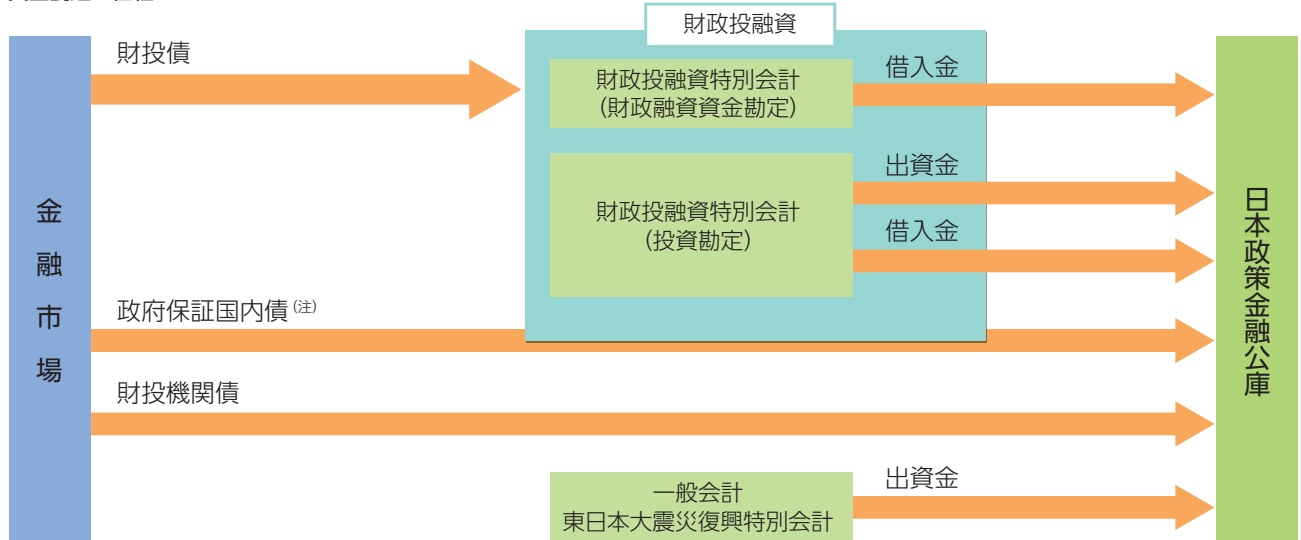 財政投融資
財投債
財政投融資特別会計
(財政融資資金勘定)
借入金
財政投融資特別会計
(投資勘定)
出資金
借入金
金融市場
日本政策金融公庫
政府保証国内債(注)
財投機関債
一般会計
東日本大震災復興特別会計
出資金